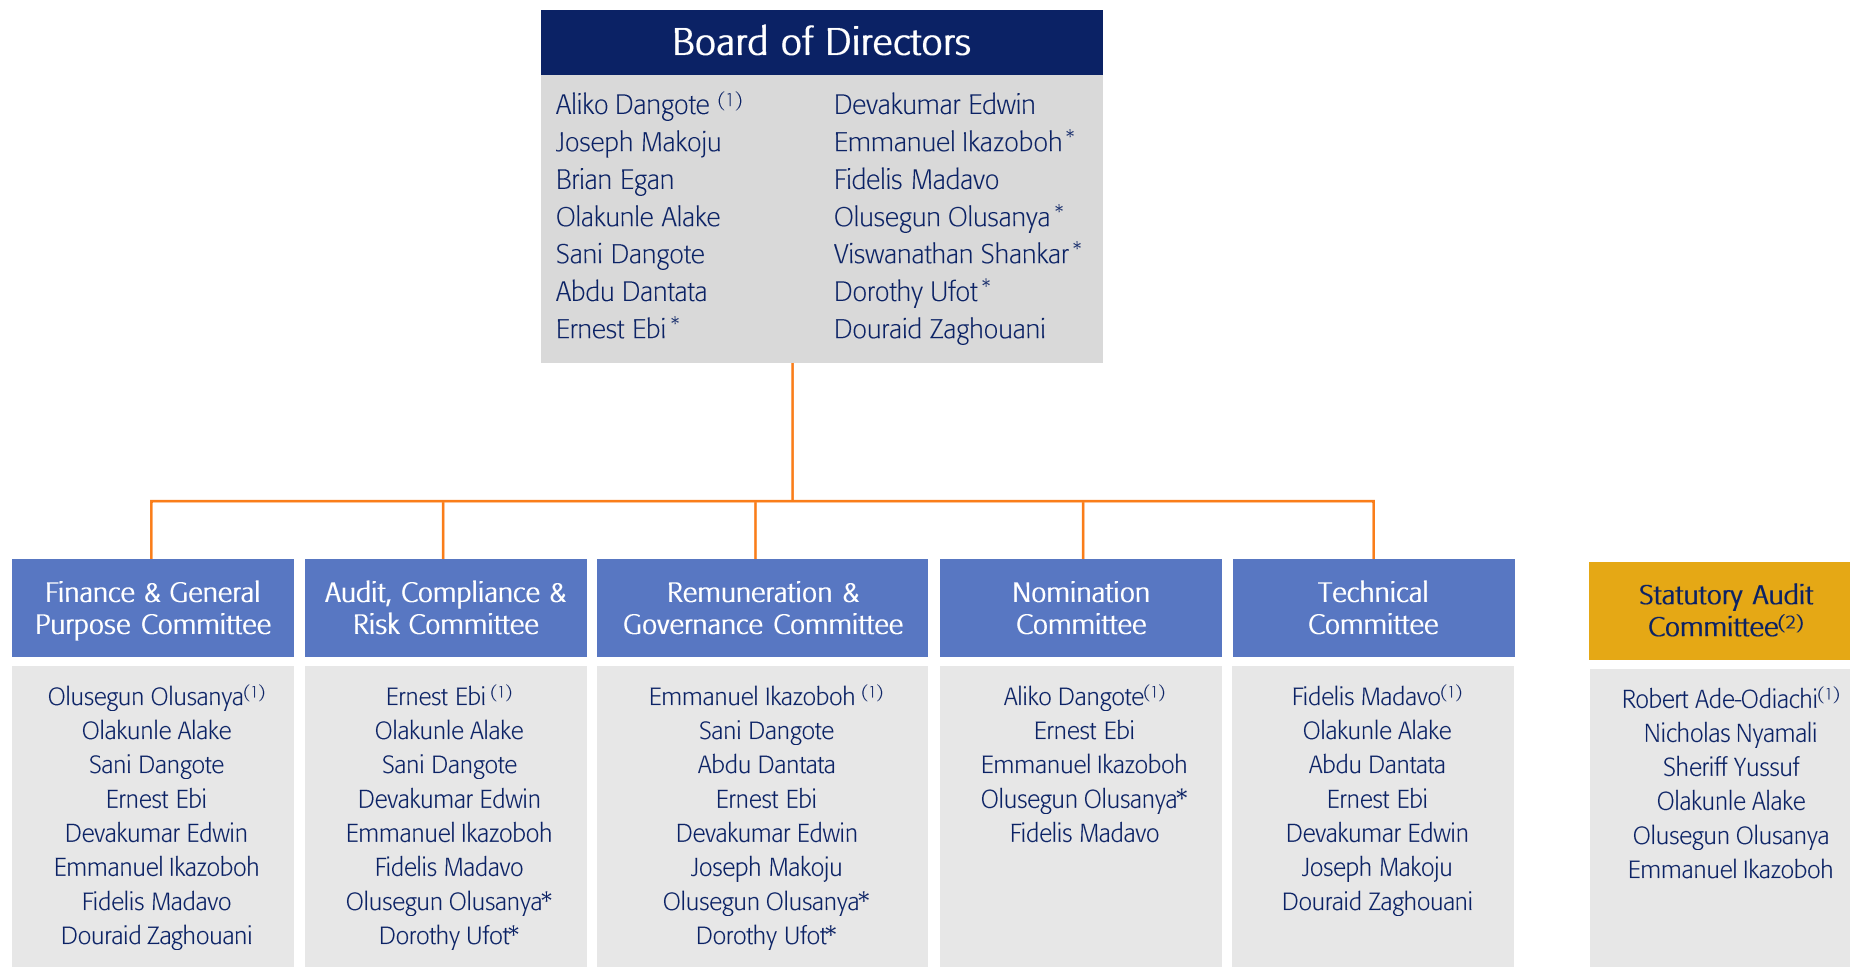 Board of Directors
Aliko Dangote (1)
Joseph Makoju
Brian Egan
Olakunle Alake
Sani Dangote
Abdu Dantata
Ernest Ebi *
Devakumar Edwin
Emmanuel Ikazoboh *
Fidelis Madavo
Olusegun Olusanya *
Viswanathan Shankar *
Dorothy Ufot *
Douraid Zaghouani
Finance & General
Purpose Committee
Olusegun Olusanya(1)
Olakunle Alake
Sani Dangote
Ernest Ebi
Devakumar Edwin
Emmanuel Ikazoboh
Fidelis Madavo
Douraid Zaghouani
Audit, Compliance &
Risk Committee
Ernest Ebi (1)
Olakunle Alake
Sani Dangote
Devakumar Edwin
Emmanuel Ikazoboh
Fidelis Madavo
Olusegun Olusanya*
Dorothy Ufot*
Remuneration &
Governance Committee
Emmanuel Ikazoboh (1)
Sani Dangote
Abdu Dantata
Ernest Ebi
Devakumar Edwin
Joseph Makoju
Olusegun Olusanya*
Dorothy Ufot*
Nomination
Committee
Aliko Dangote(1)
Ernest Ebi
Emmanuel Ikazoboh
Olusegun Olusanya*
Fidelis Madavo
Technical
Committee
Fidelis Madavo(1)
Olakunle Alake
Abdu Dantata
Ernest Ebi
Devakumar Edwin
Joseph Makoju
Douraid Zaghouani
Statutory Audit
Committee(2)
Robert Ade-Odiachi(1)
Nicholas Nyamali
Sheriff Yussuf
Olakunle Alake
Olusegun Olusanya
Emmanuel Ikazoboh